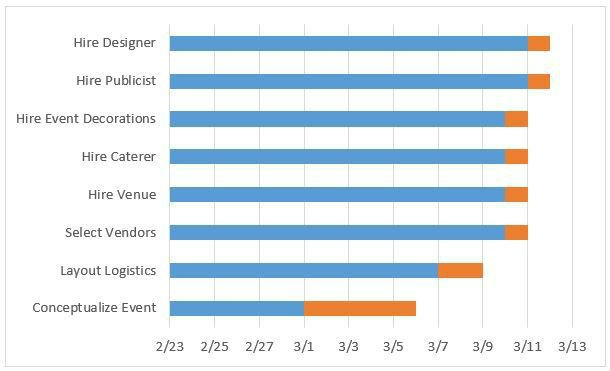 Hire Designer
Hire Publicist
Hire Event Decorations
Hire Caterer
Hire Venue
Select Vendors
Layout Logistics
Conceptualize Event
2/23 2/25 2/27 3/1 3/3 3/5 3/7 3/9 3/11 3/13